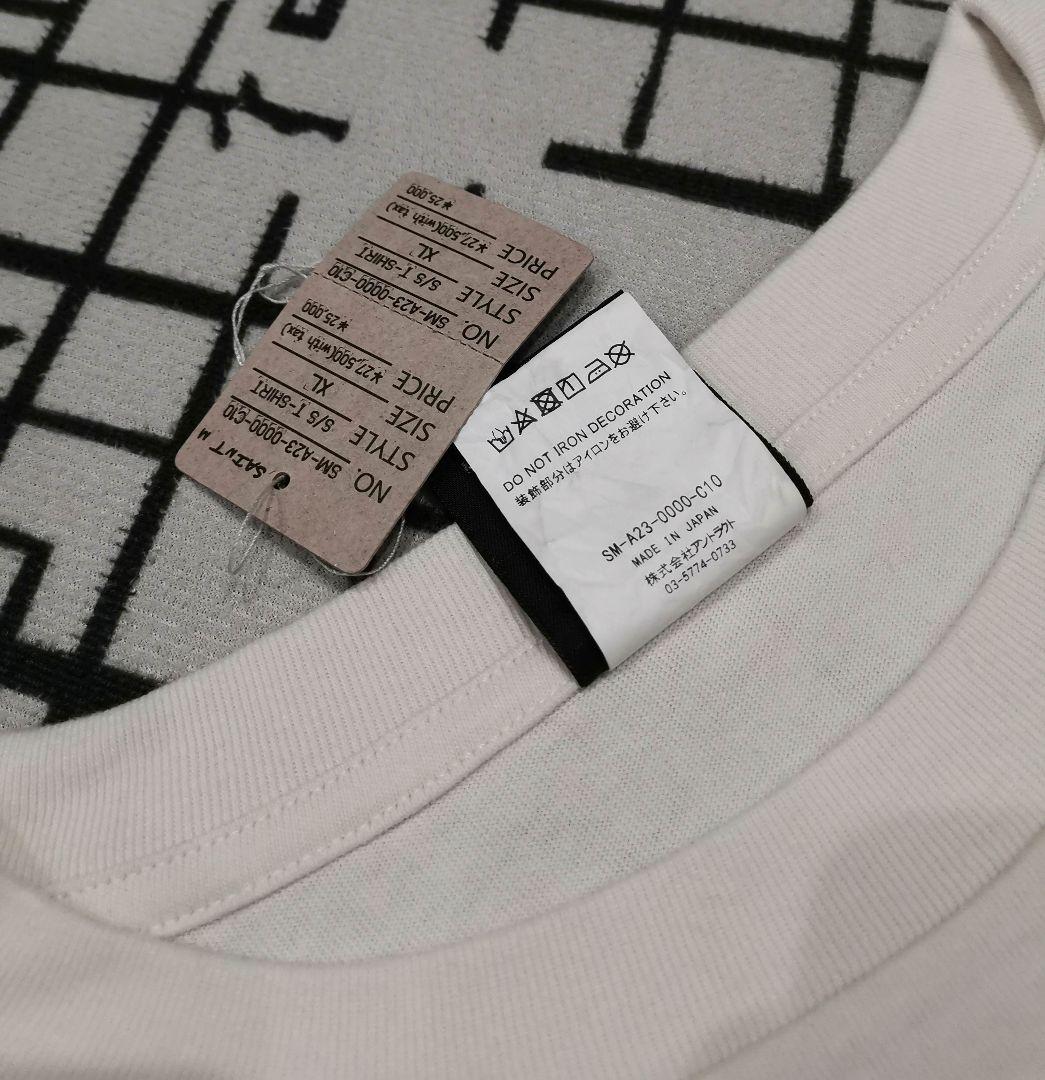 SAINT M
NO. SM-A23-0000-C10
STYLE S/S T-SHIRT
SIZE XL
PRICE ¥27,500(with tax)
¥25,000
NO. SM-A23-0000-C10
STYLE S/S T-SHIRT
SIZE XL
PRICE ¥27,500(with tax)
¥25,000
DO NOT IRON DECORATION
装飾部分はアイロンをお避け下さい。
SM-A23-0000-C10
MADE IN JAPAN
株式会社アントラクト
03-5774-0733